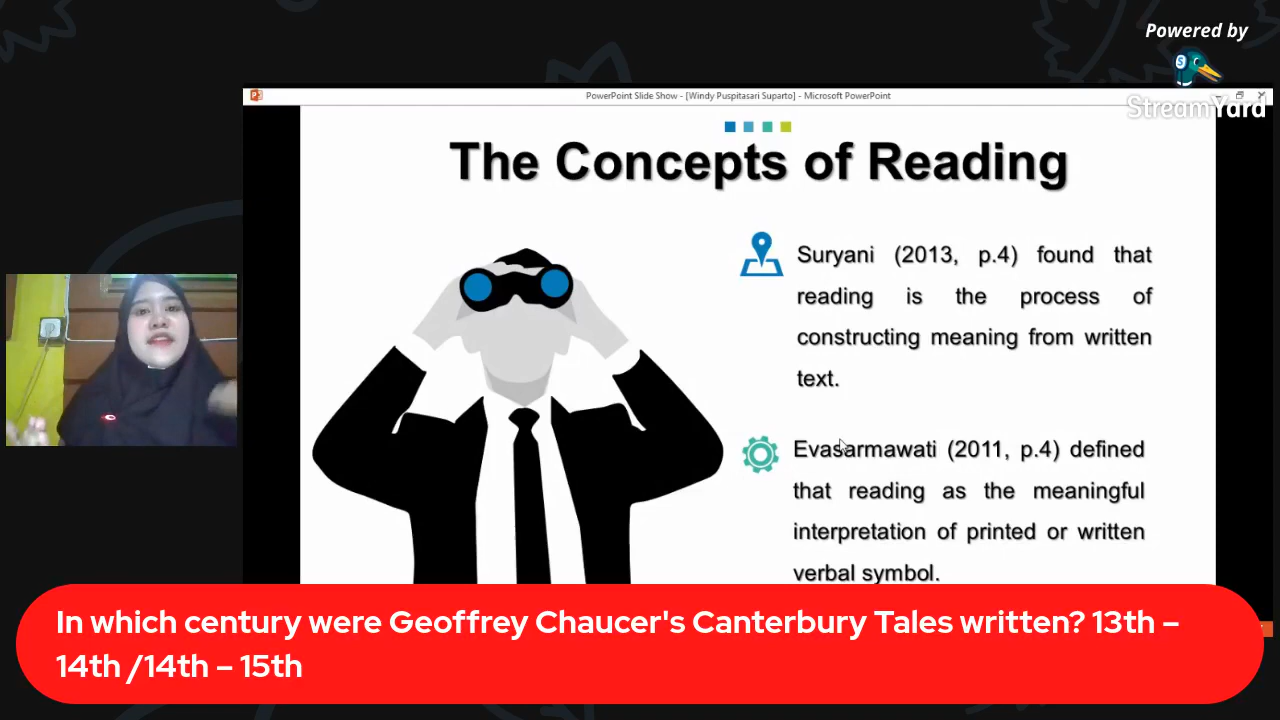 Powered by
StreamYard
PowerPoint Slide Show - [Windy Puspitasari Suparto] - Microsoft PowerPoint
The Concepts of Reading
Suryani (2013, p.4) found that
reading is the process of
constructing meaning from written
text.
Evasarmawati (2011, p.4) defined
that reading as the meaningful
interpretation of printed or written
verbal symbol.
In which century were Geoffrey Chaucer's Canterbury Tales written? 13th –
14th /14th – 15th